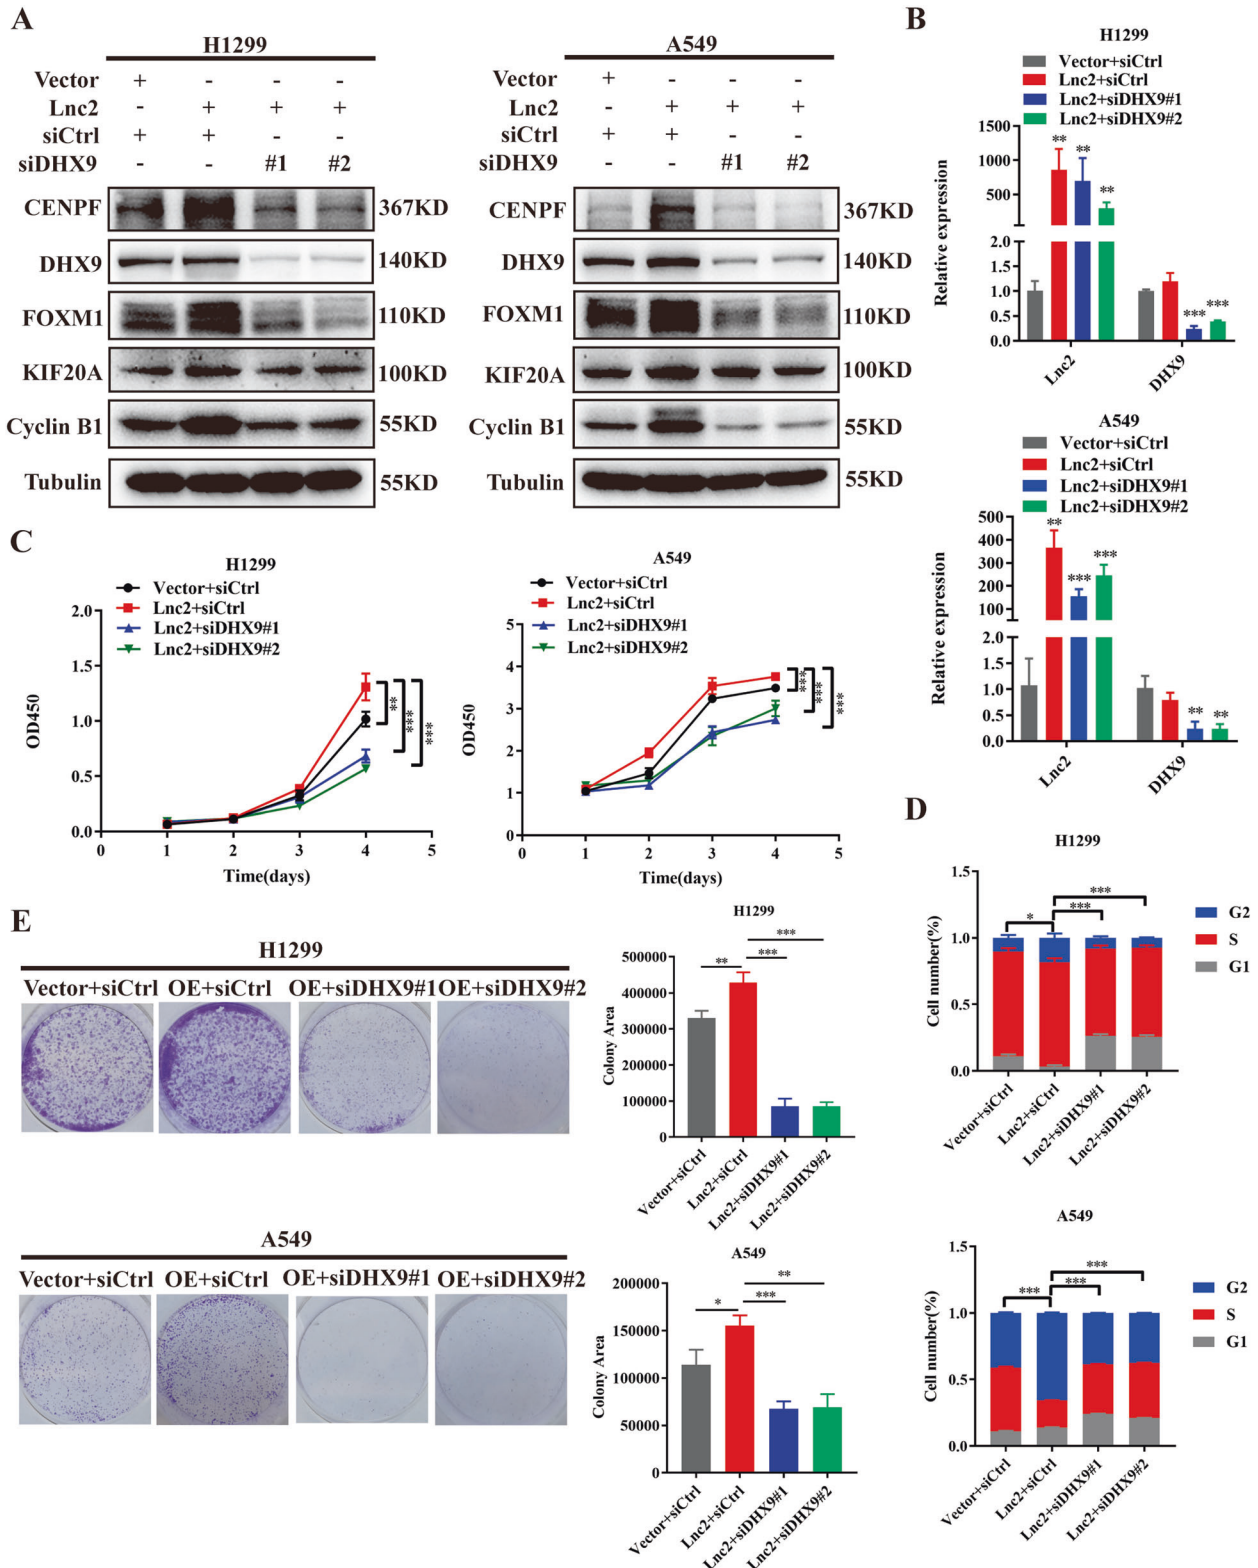 A
H1299
Vector + - - -
Lnc2 - + + +
siCtrl + + - -
siDHX9 - - #1 #2
CENPF 367KD
DHX9 140KD
FOXM1 110KD
KIF20A 100KD
Cyclin B1 55KD
Tubulin 55KD
A549
Vector + - - -
Lnc2 - + + +
siCtrl + + - -
siDHX9 - - #1 #2
CENPF 367KD
DHX9 140KD
FOXM1 110KD
KIF20A 100KD
Cyclin B1 55KD
Tubulin 55KD
B
H1299
Vector+siCtrl
Lnc2+siCtrl
Lnc2+siDHX9#1
Lnc2+siDHX9#2
Relative expression
1500
1000
500
2.0
1.5
1.0
0.5
0.0
** ** **
*** ***
Lnc2 DHX9
A549
Vector+siCtrl
Lnc2+siCtrl
Lnc2+siDHX9#1
Lnc2+siDHX9#2
Relative expression
500
400
300
200
100
2.0
1.5
1.0
0.5
0.0
** *** ***
** **
Lnc2 DHX9
C
H1299
Vector+siCtrl
Lnc2+siCtrl
Lnc2+siDHX9#1
Lnc2+siDHX9#2
OD450
2.0
1.5
1.0
0.5
0.0
** *** ***
0 1 2 3 4 5
Time(days)
A549
Vector+siCtrl
Lnc2+siCtrl
Lnc2+siDHX9#1
Lnc2+siDHX9#2
OD450
5
4
3
2
1
0
*** *** ***
0 1 2 3 4 5
Time(days)
D
H1299
Cell number(%)
1.5
1.0
0.5
0.0
* *** ***
G2
S
G1
Vector+siCtrl
Lnc2+siCtrl
Lnc2+siDHX9#1
Lnc2+siDHX9#2
A549
Cell number(%)
1.5
1.0
0.5
0.0
*** *** ***
G2
S
G1
Vector+siCtrl
Lnc2+siCtrl
Lnc2+siDHX9#1
Lnc2+siDHX9#2
E
H1299
Vector+siCtrl OE+siCtrl OE+siDHX9#1 OE+siDHX9#2
H1299
Colony Area
500000
400000
300000
200000
100000
0
** *** ***
Vector+siCtrl
Lnc2+siCtrl
Lnc2+siDHX9#1
Lnc2+siDHX9#2
A549
Vector+siCtrl OE+siCtrl OE+siDHX9#1 OE+siDHX9#2
A549
Colony Area
200000
150000
100000
50000
0
* *** **
Vector+siCtrl
Lnc2+siCtrl
Lnc2+siDHX9#1
Lnc2+siDHX9#2